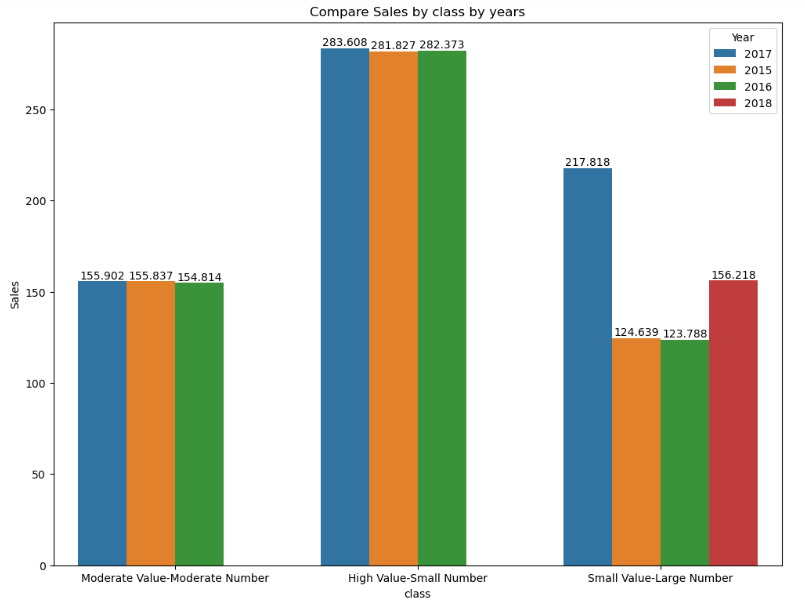 Compare Sales by class by years
Year
2017
2015
2016
2018
283.608 281.827 282.373
217.818
155.902 155.837 154.814
156.218
124.639 123.788
Sales
250
200
150
100
50
0
Moderate Value-Moderate Number
High Value-Small Number
Small Value-Large Number
class